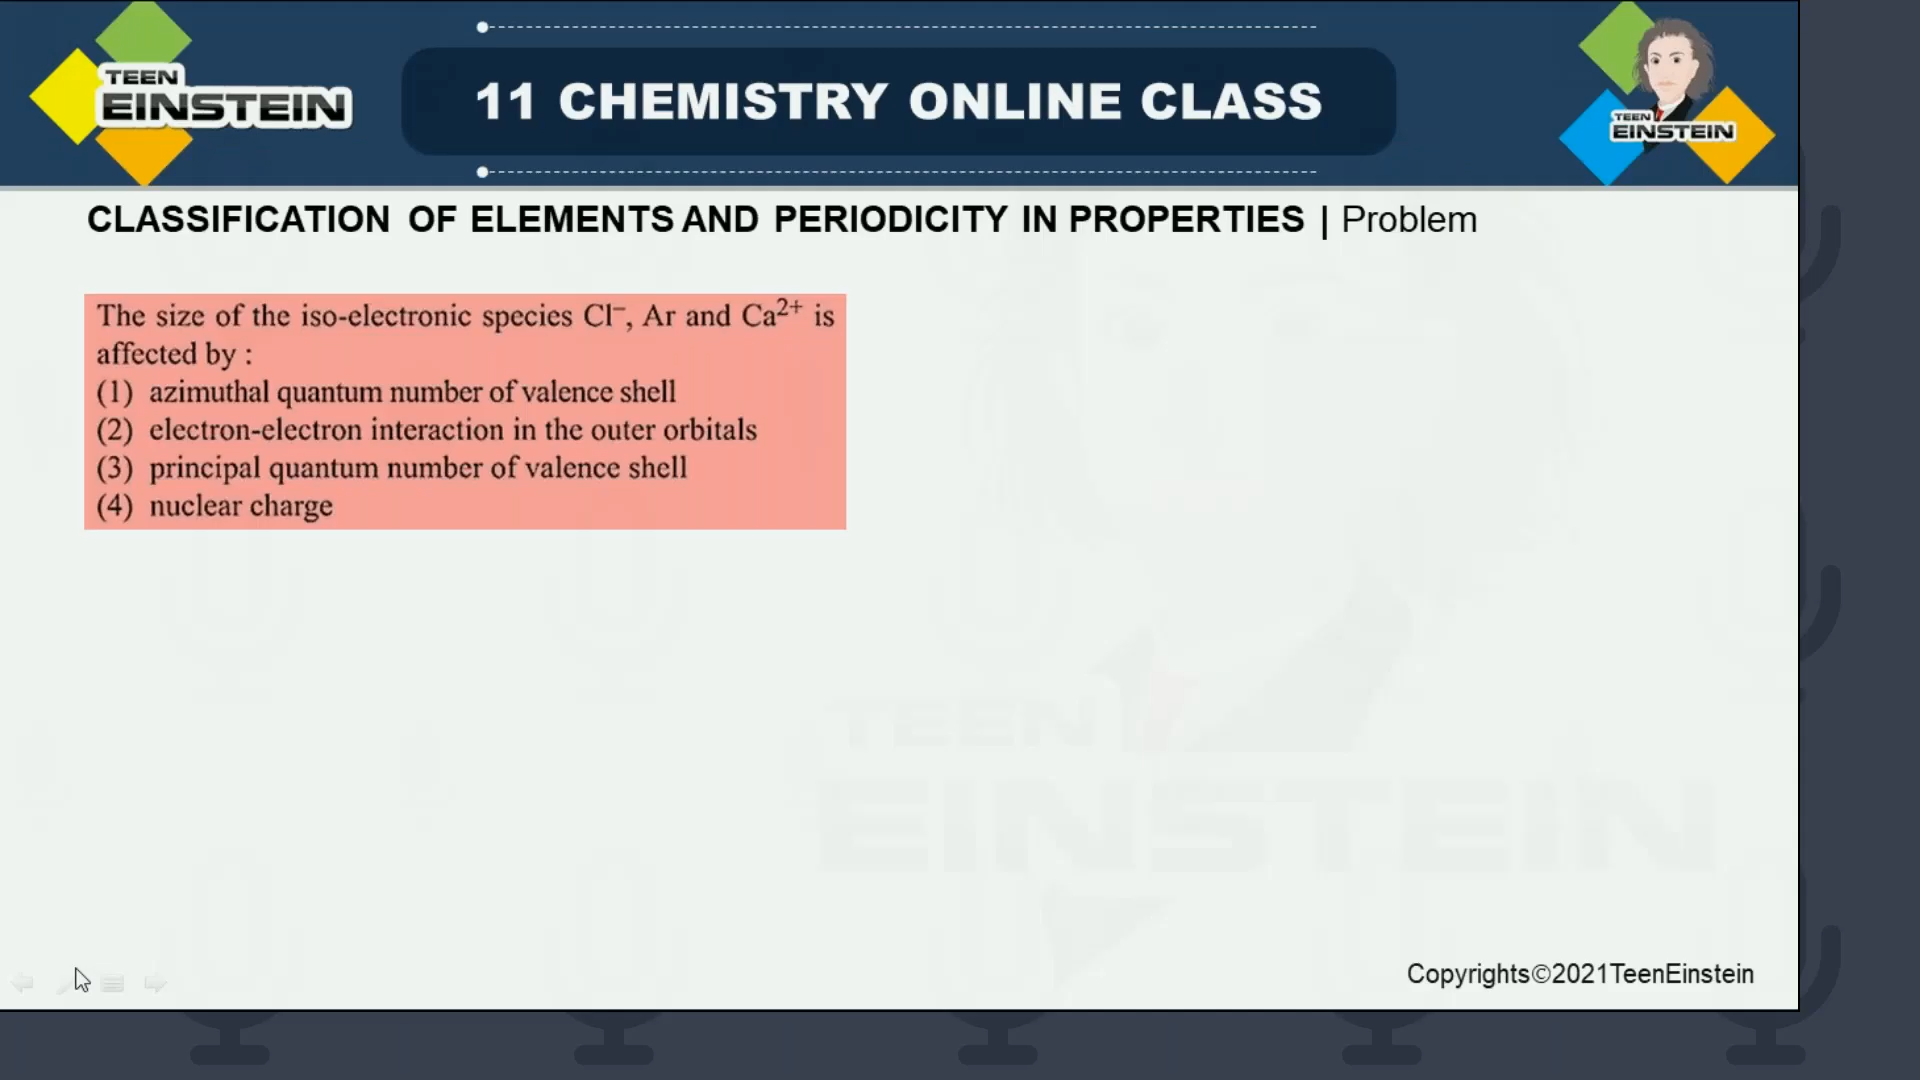 TEEN
EINSTEIN
11 CHEMISTRY ONLINE CLASS
TEEN
EINSTEIN
CLASSIFICATION OF ELEMENTS AND PERIODICITY IN PROPERTIES | Problem
The size of the iso-electronic species Cl⁻, Ar and Ca²⁺ is
affected by :
(1) azimuthal quantum number of valence shell
(2) electron-electron interaction in the outer orbitals
(3) principal quantum number of valence shell
(4) nuclear charge
TEEN
EINSTEIN
Copyrights©2021TeenEinstein